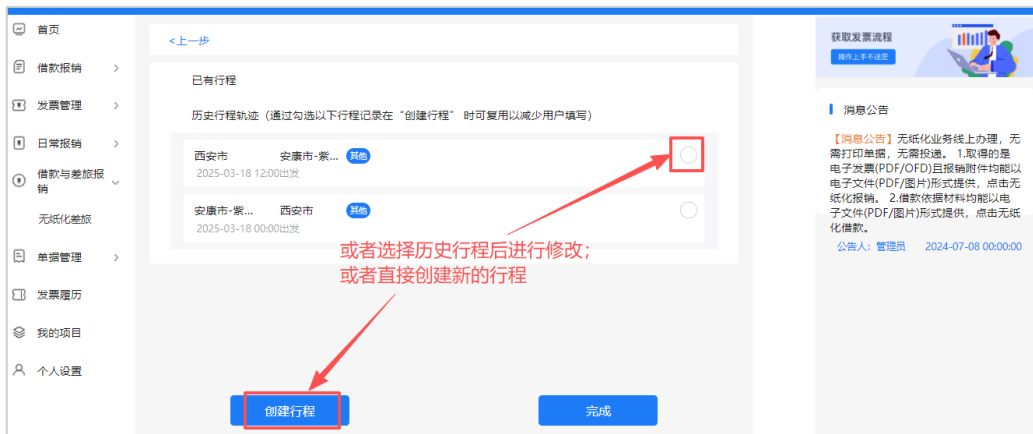 首页
借款报销
发票管理
日常报销
借款与差旅报
销
无纸化差旅
单据管理
发票履历
我的项目
个人设置
<上一步
已有行程
历史行程轨迹（通过勾选以下行程记录在“创建行程” 时可复用以减少用户填写）
西安市 安康市-紫... 其他
2025-03-18 12:00出发
安康市-紫... 西安市 其他
2025-03-18 00:00出发
或者选择历史行程后进行修改；
或者直接创建新的行程
创建行程 完成
获取发票流程
操作上手不迷茫
消息公告
【消息公告】无纸化业务线上办理，无
需打印单据，无需投递。 1.取得的是
电子发票(PDF/OFD)且报销附件均能以
电子文件(PDF/图片)形式提供，点击无
纸化报销。 2.借款依据材料均能以电
子文件(PDF/图片)形式提供，点击无纸
化借款。
公告人：管理员 2024-07-08 00:00:00